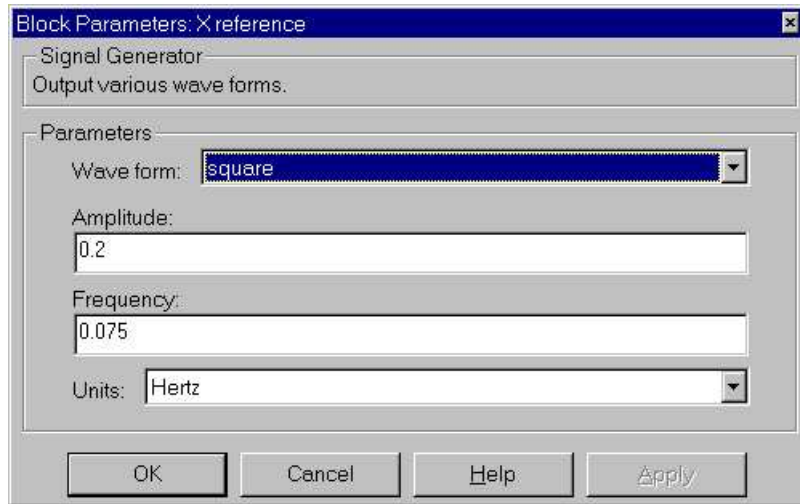 Block Parameters: X reference
Signal Generator
Output various wave forms.
Parameters
Wave form: square
Amplitude:
0.2
Frequency:
0.075
Units: Hertz
OK Cancel Help Apply